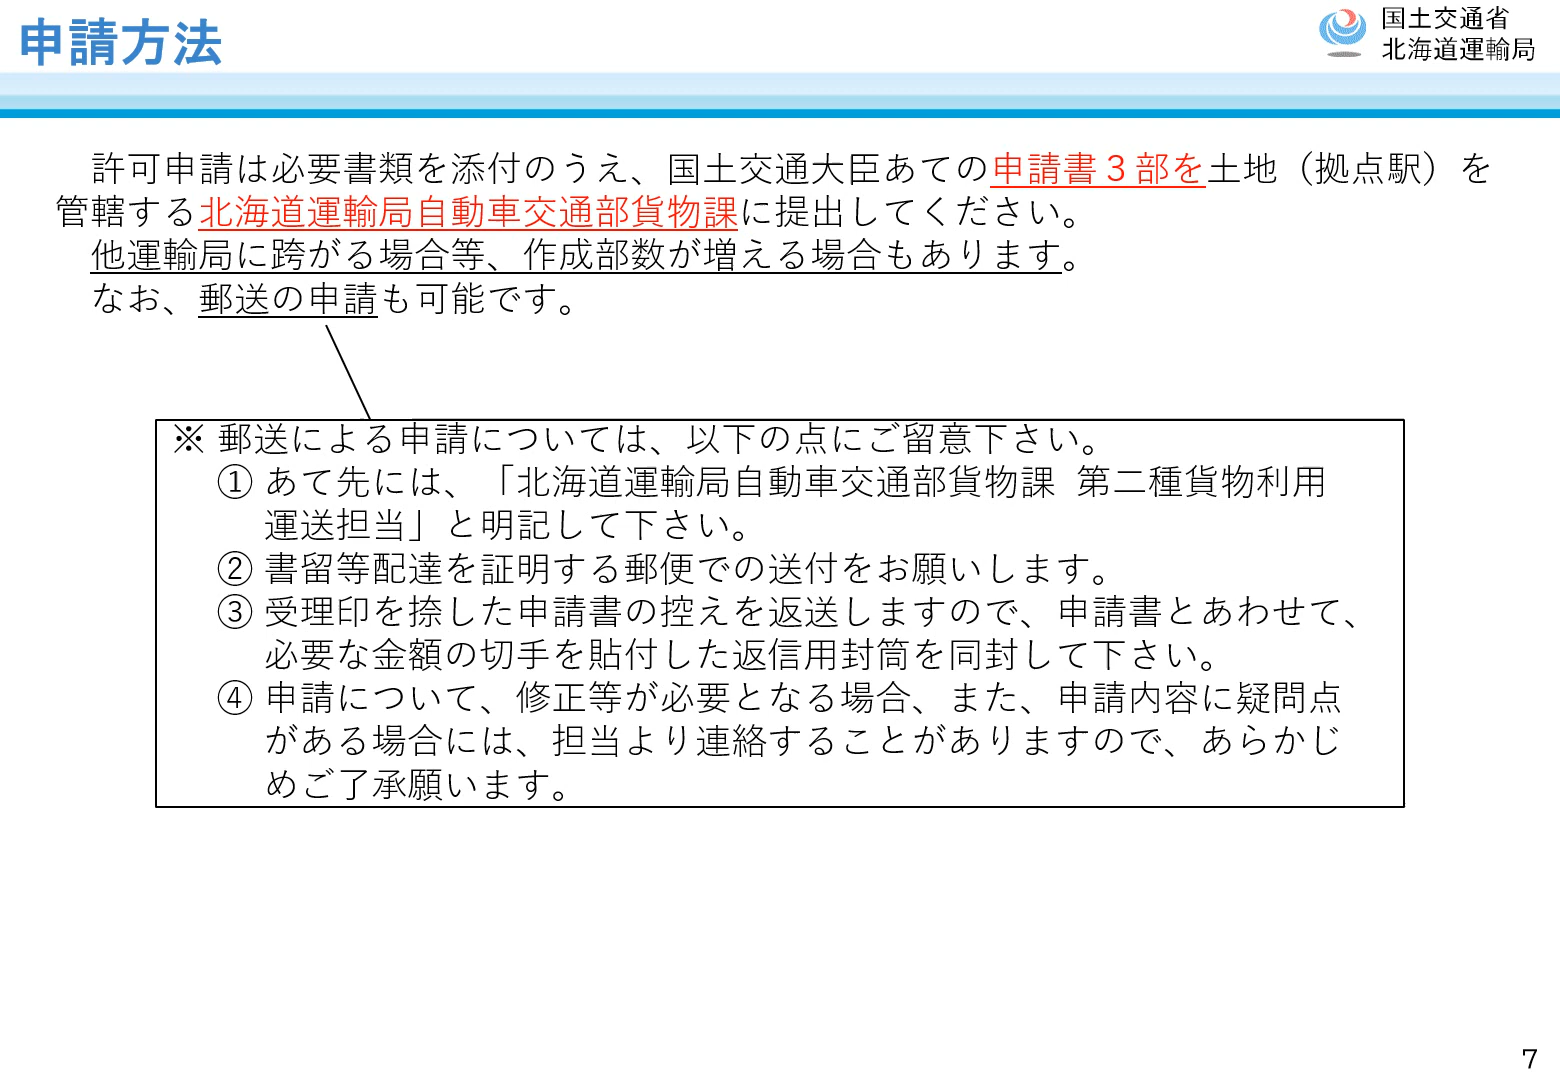 申請方法
国土交通省
北海道運輸局
許可申請は必要書類を添付のうえ、国土交通大臣あての申請書３部を土地（拠点駅）を
管轄する北海道運輸局自動車交通部貨物課に提出してください。
他運輸局に跨がる場合等、作成部数が増える場合もあります。
なお、郵送の申請も可能です。
※ 郵送による申請については、以下の点にご留意下さい。
① あて先には、「北海道運輸局自動車交通部貨物課 第二種貨物利用
運送担当」と明記して下さい。
② 書留等配達を証明する郵便での送付をお願いします。
③ 受理印を捺した申請書の控えを返送しますので、申請書とあわせて、
必要な金額の切手を貼付した返信用封筒を同封して下さい。
④ 申請について、修正等が必要となる場合、また、申請内容に疑問点
がある場合には、担当より連絡することがありますので、あらかじ
めご了承願います。
7